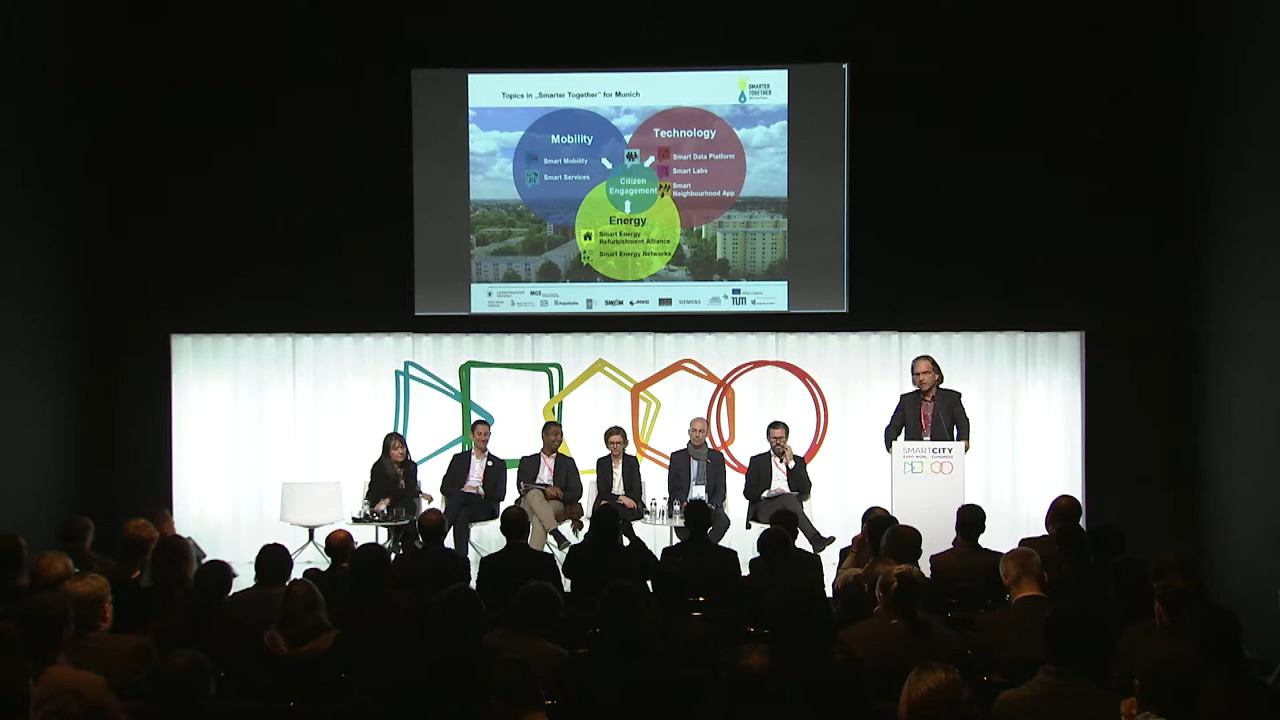 Topics in „Smarter Together" for Munich
SMARTER
TOGETHER
Mobility
Smart Mobility
Smart Services
Technology
Smart Data Platform
Smart Labs
Smart
Neighbourhood App
Citizen
Engagement
Energy
Smart Energy
Refurbishment Alliance
Smart Energy Networks
MGS
Fraunhofer
SWM
SIEMENS
TUM
SMARTCITY
EXPO WORLD CONGRESS